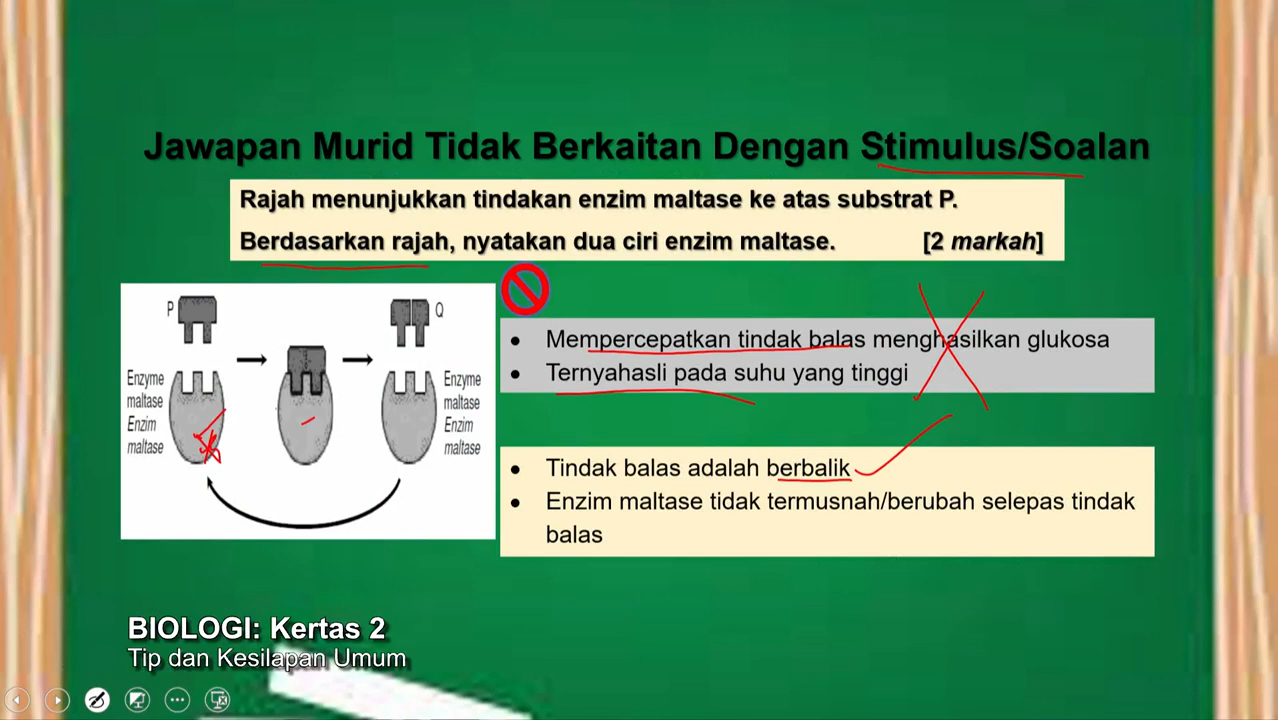 Jawapan Murid Tidak Berkaitan Dengan Stimulus/Soalan
Rajah menunjukkan tindakan enzim maltase ke atas substrat P.
Berdasarkan rajah, nyatakan dua ciri enzim maltase. [2 markah]
P
Q
Enzyme
maltase
Enzim
maltase
Enzyme
maltase
Enzim
maltase
• Mempercepatkan tindak balas menghasilkan glukosa
• Ternyahasli pada suhu yang tinggi
• Tindak balas adalah berbalik
• Enzim maltase tidak termusnah/berubah selepas tindak
balas
BIOLOGI: Kertas 2
Tip dan Kesilapan Umum